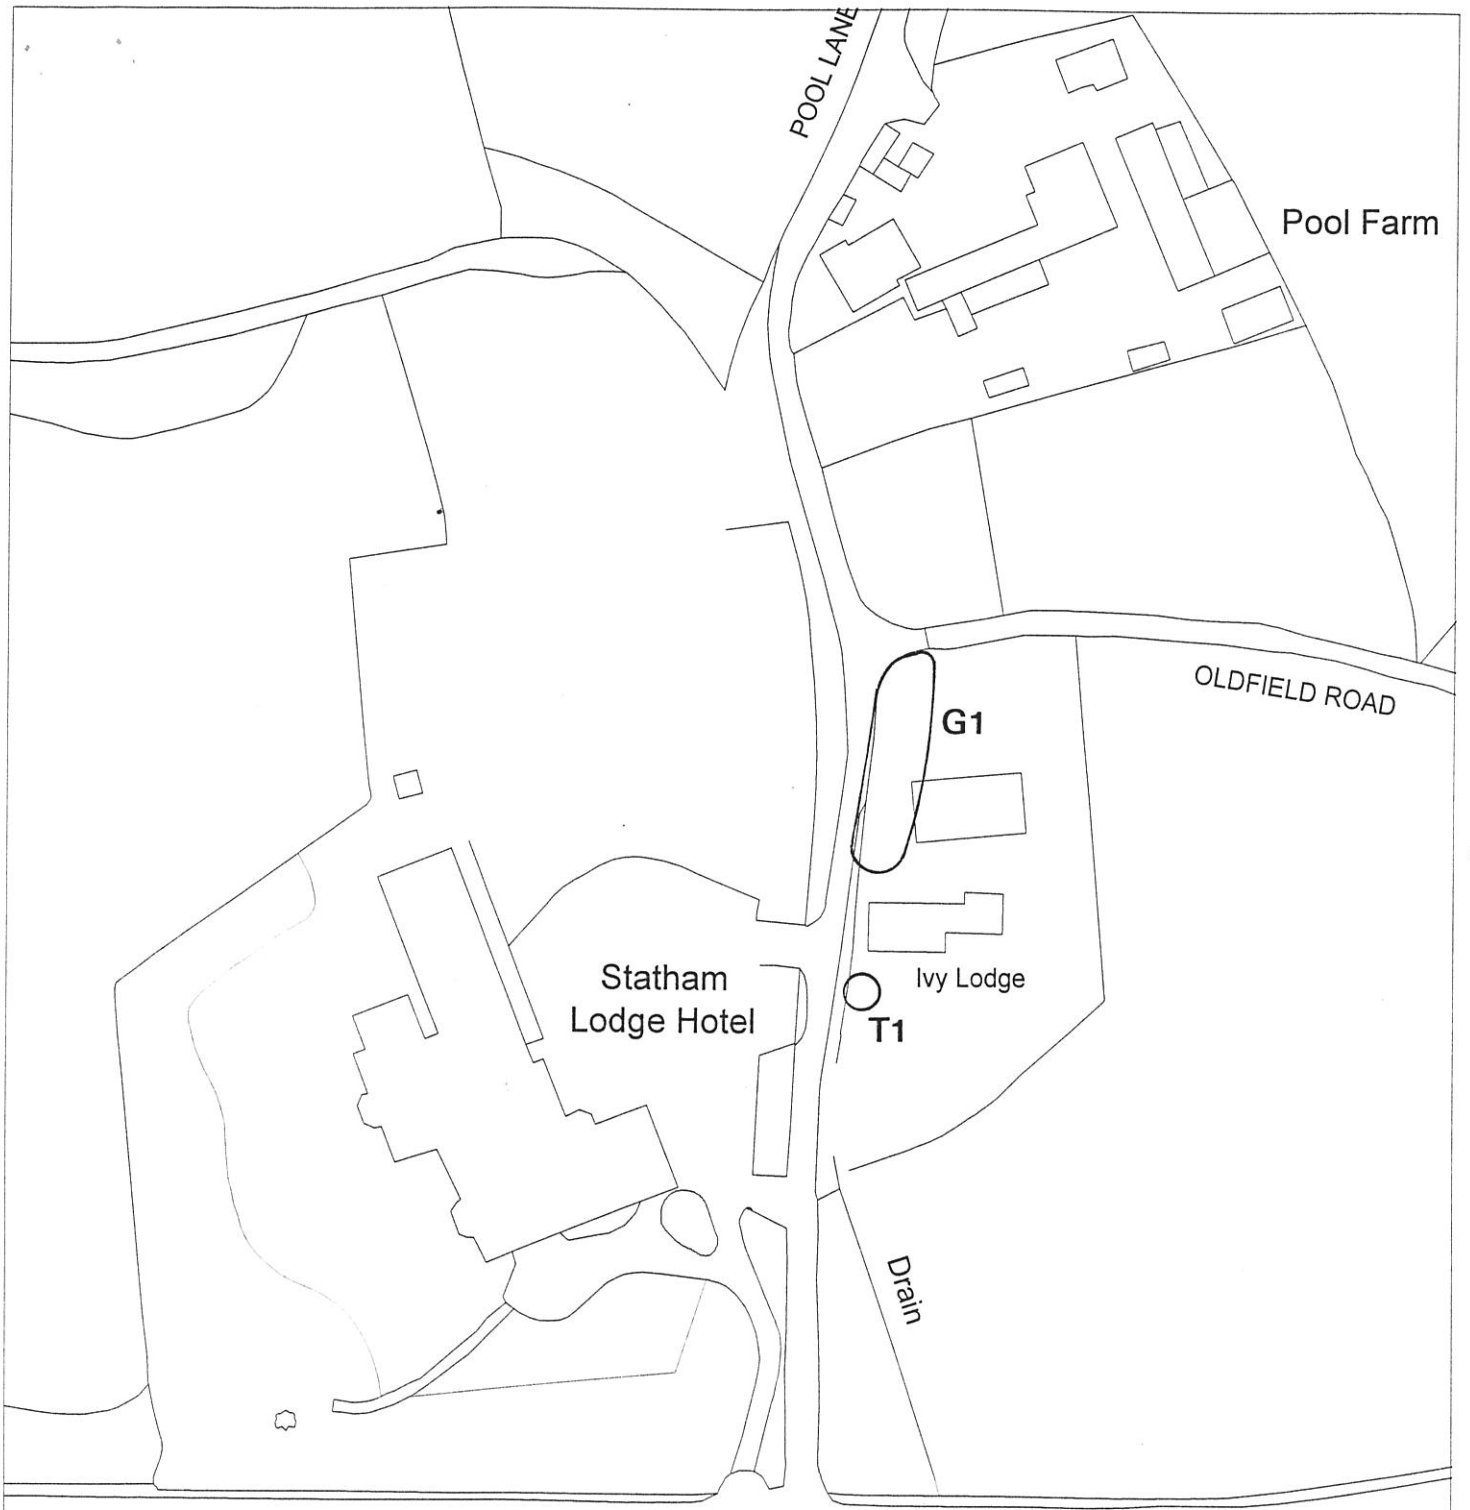 POOL LANE
Pool Farm
OLDFIELD ROAD
G1
Ivy Lodge
Statham
Lodge Hotel
T1
Drain